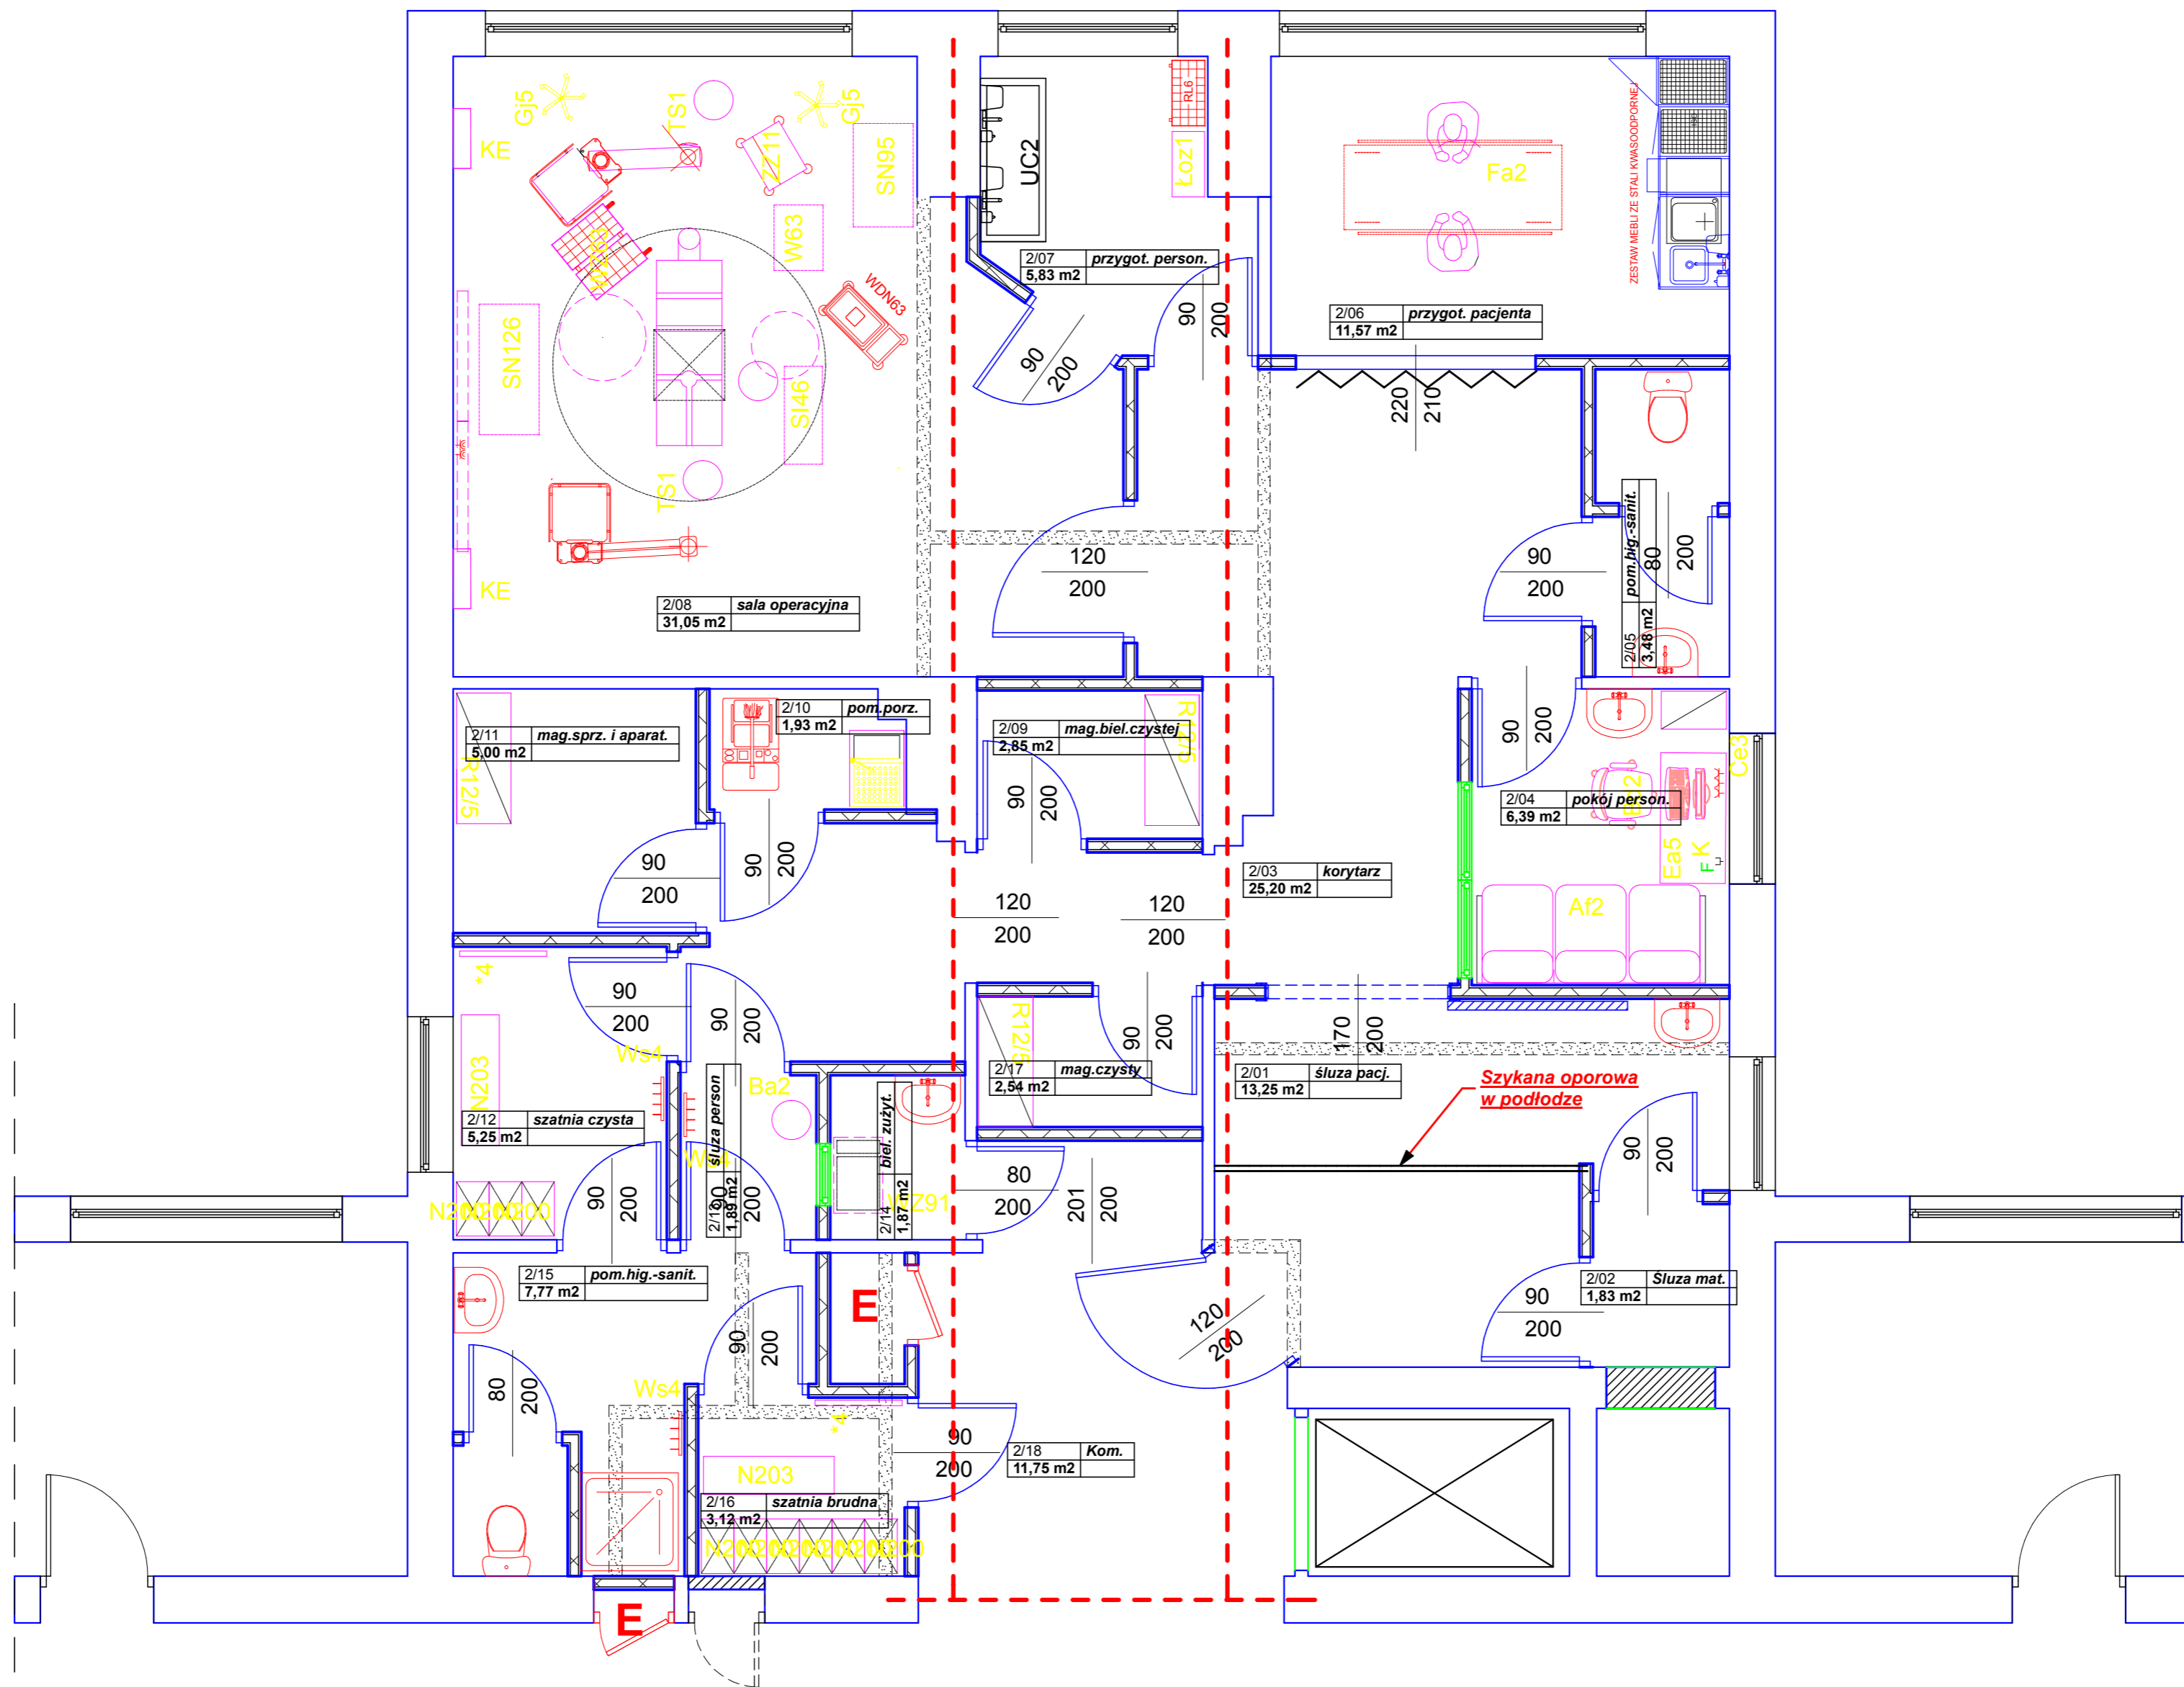 Gj5
TS1
Gj5
KE
ZZ11
SN95
W63
WDN63
SN126
SI46
TS1
KE
2/08 sala operacyjna
31,05 m2
UC2
RL6
Łoz1
2/07 przygot. person.
5,83 m2
90
200
90
200
Fa2
ZESTAW MEBLI ZE STALI KWASOODPORNEJ
2/06 przygot. pacjenta
11,57 m2
220
210
120
200
90
200
2/05 pom.hig.-sanit.
3,48 m2
80
200
2/11 mag.sprz. i aparat.
5,00 m2
R12/5
2/10 pom.porz.
1,93 m2
90
200
90
200
2/09 mag.biel.czystej
2,85 m2
R12/5
90
200
90
200
Ce3
2/04 pokój person.
6,39 m2
Ea5
K
F
Af2
2/03 korytarz
25,20 m2
120
200
120
200
*4
90
200
90
200
Ws4
N203
2/12 szatnia czysta
5,25 m2
N200
90
200
śluza person
1,89 m2
Ws4
90
200
Ba2
2/14 biel. zużyt.
1,87 m2
WZ91
R12/5
2/17 mag.czysty
2,54 m2
90
200
170
200
2/01 śluza pacj.
13,25 m2
Szykana oporowa
w podłodze
90
200
80
200
201
200
2/02 Śluza mat.
1,83 m2
90
200
120
200
2/15 pom.hig.-sanit.
7,77 m2
E
90
200
80
200
Ws4
*4
90
200
2/18 Kom.
11,75 m2
N203
2/16 szatnia brudna
3,12 m2
N200
E